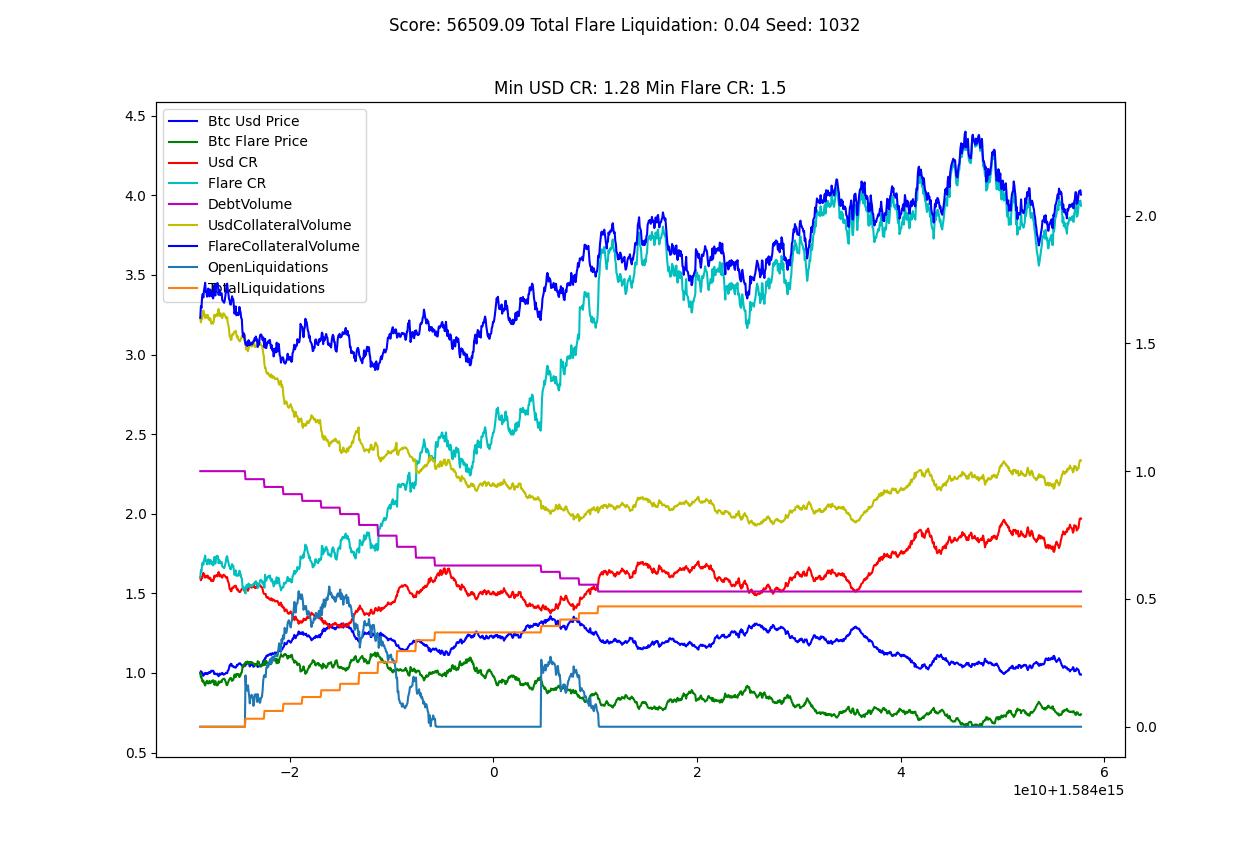 Score: 56509.09 Total Flare Liquidation: 0.04 Seed: 1032
Min USD CR: 1.28 Min Flare CR: 1.5
Btc Usd Price
Btc Flare Price
Usd CR
Flare CR
DebtVolume
UsdCollateralVolume
FlareCollateralVolume
OpenLiquidations
TotalLiquidations
4.5
4.0
3.5
3.0
2.5
2.0
1.5
1.0
0.5
2.0
1.5
1.0
0.5
0.0
−2
0
2
4
6
1e10+1.584e15